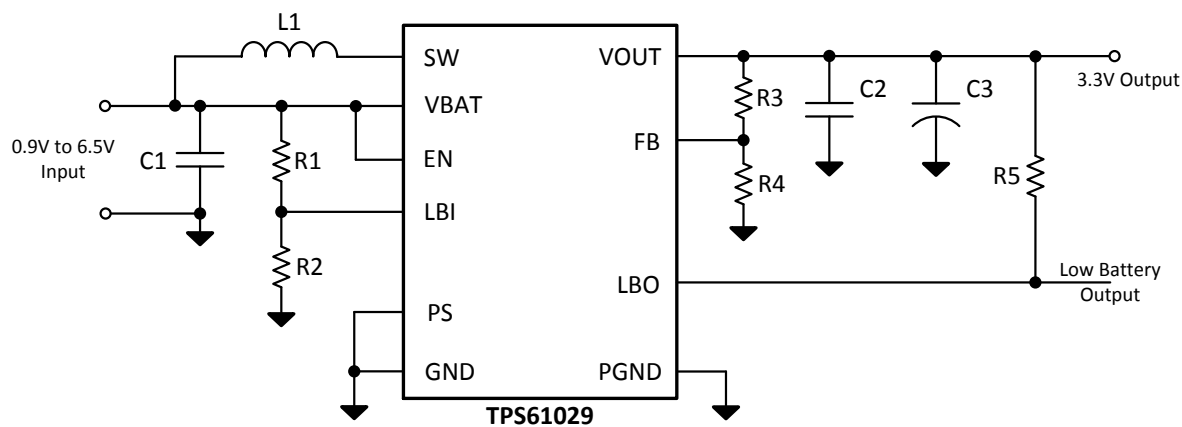 L1
SW
VOUT
3.3V Output
VBAT
R3
C2
C3
0.9V to 6.5V
Input
C1
R1
EN
FB
R4
R5
LBI
R2
LBO
Low Battery
Output
PS
GND
PGND
TPS61029